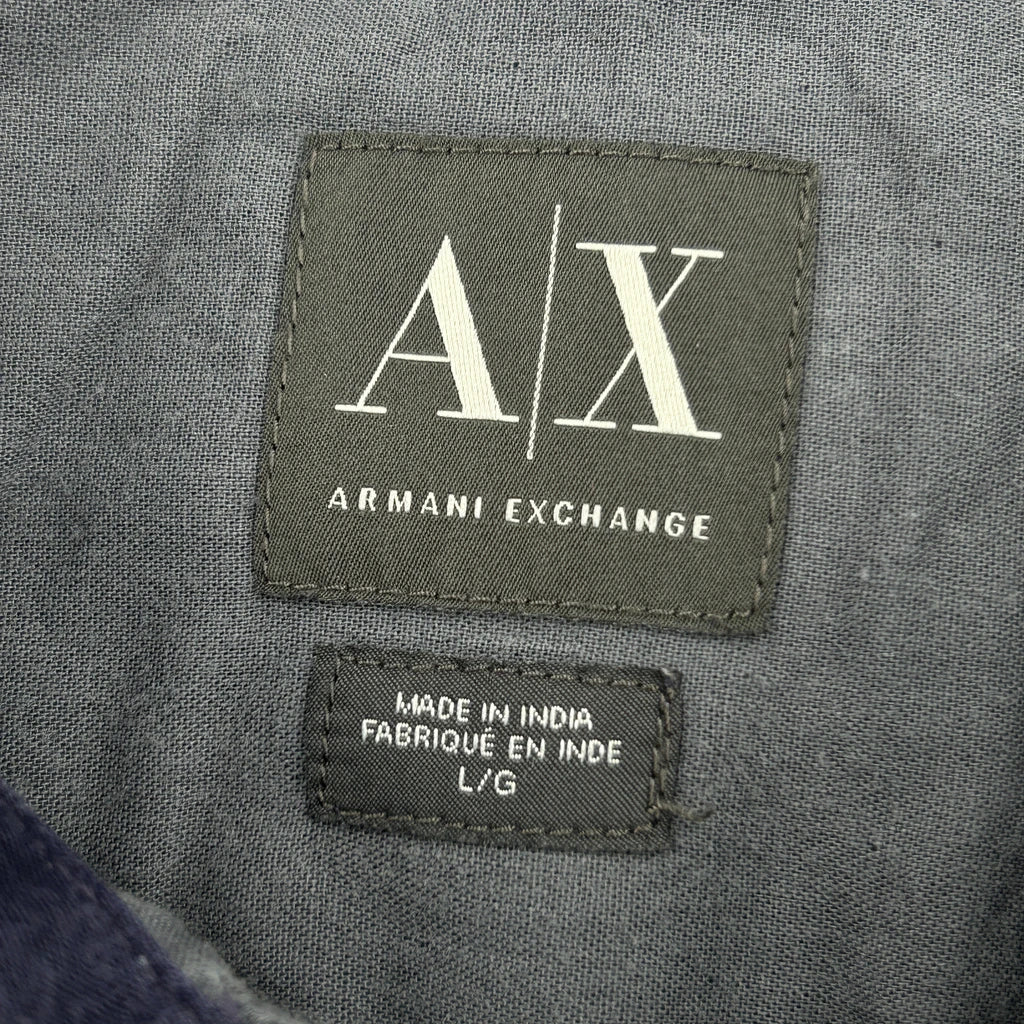 A|X
ARMANI EXCHANGE
MADE IN INDIA
FABRIQUÉ EN INDE
L/G